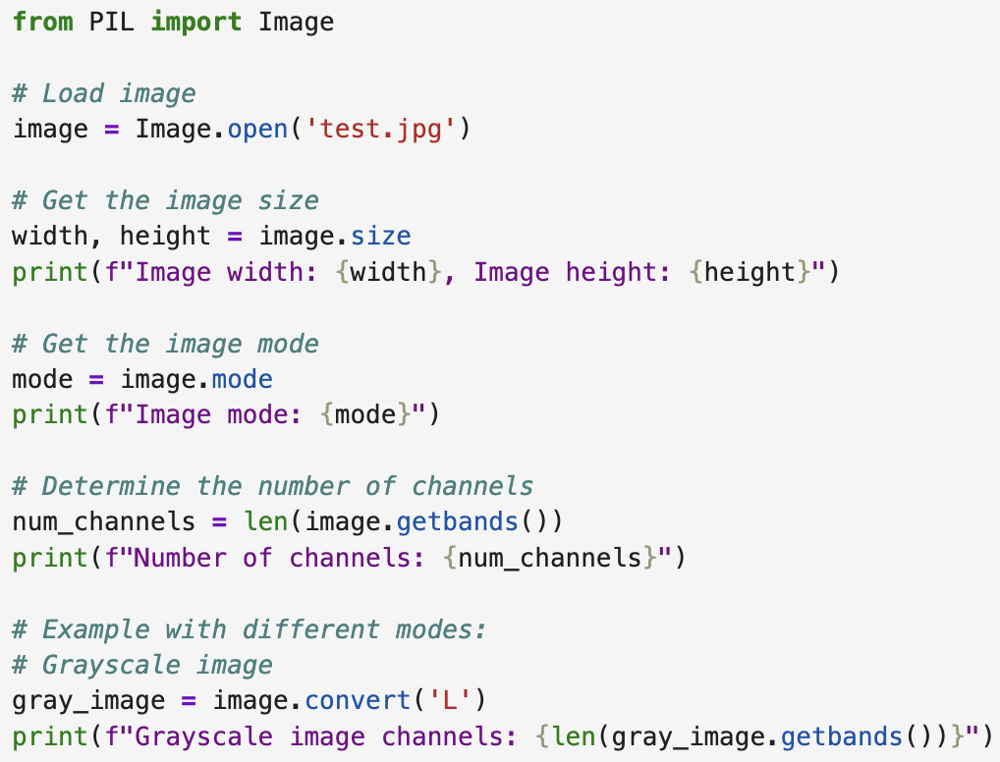 from PIL import Image
# Load image
image = Image.open('test.jpg')
# Get the image size
width, height = image.size
print(f"Image width: {width}, Image height: {height}")
# Get the image mode
mode = image.mode
print(f"Image mode: {mode}")
# Determine the number of channels
num_channels = len(image.getbands())
print(f"Number of channels: {num_channels}")
# Example with different modes:
# Grayscale image
gray_image = image.convert('L')
print(f"Grayscale image channels: {len(gray_image.getbands())}")